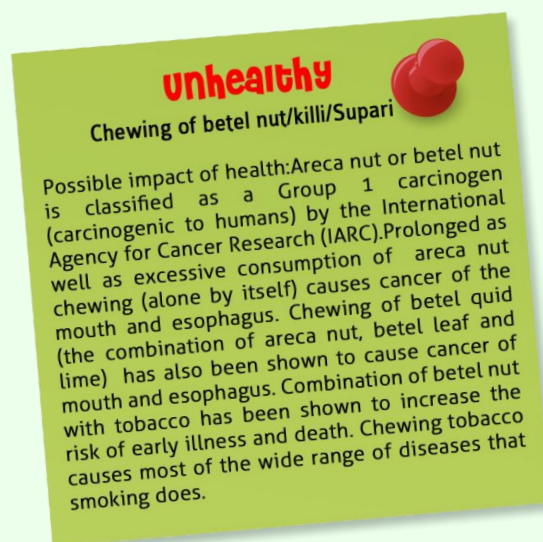 unhealthy
Chewing of betel nut/killi/Supari
Possible impact of health:Areca nut or betel nut
is classified as a Group 1 carcinogen
(carcinogenic to humans) by the International
Agency for Cancer Research (IARC).Prolonged as
well as excessive consumption of areca nut
chewing (alone by itself) causes cancer of the
mouth and esophagus. Chewing of betel quid
(the combination of areca nut, betel leaf and
lime) has also been shown to cause cancer of
mouth and esophagus. Combination of betel nut
with tobacco has been shown to increase the
risk of early illness and death. Chewing tobacco
causes most of the wide range of diseases that
smoking does.